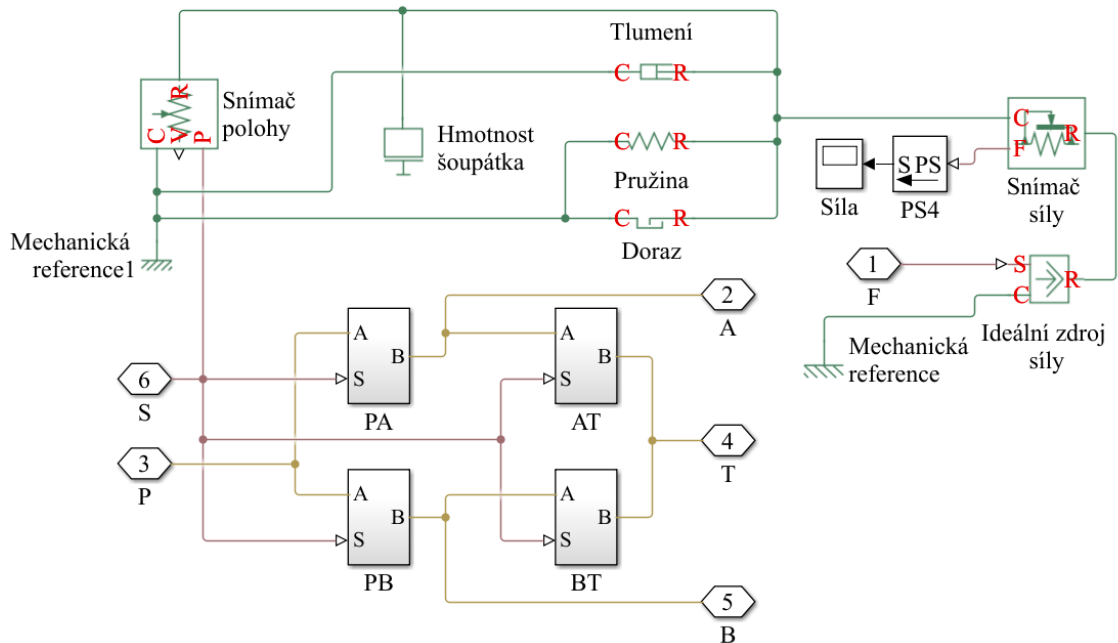 Tlumení
C R
R
Snímač
polohy
C V P
Hmotnost
šoupátka
C R
Pružina
C R
Doraz
Mechanická
reference1
C
R
F
Snímač
síly
S PS
Síla
PS4
1
F
S
R
C
Ideální zdroj
síly
Mechanická
reference
2
A
A
B
S
PA
A
B
S
AT
6
S
3
P
4
T
A
B
S
PB
A
B
S
BT
5
B